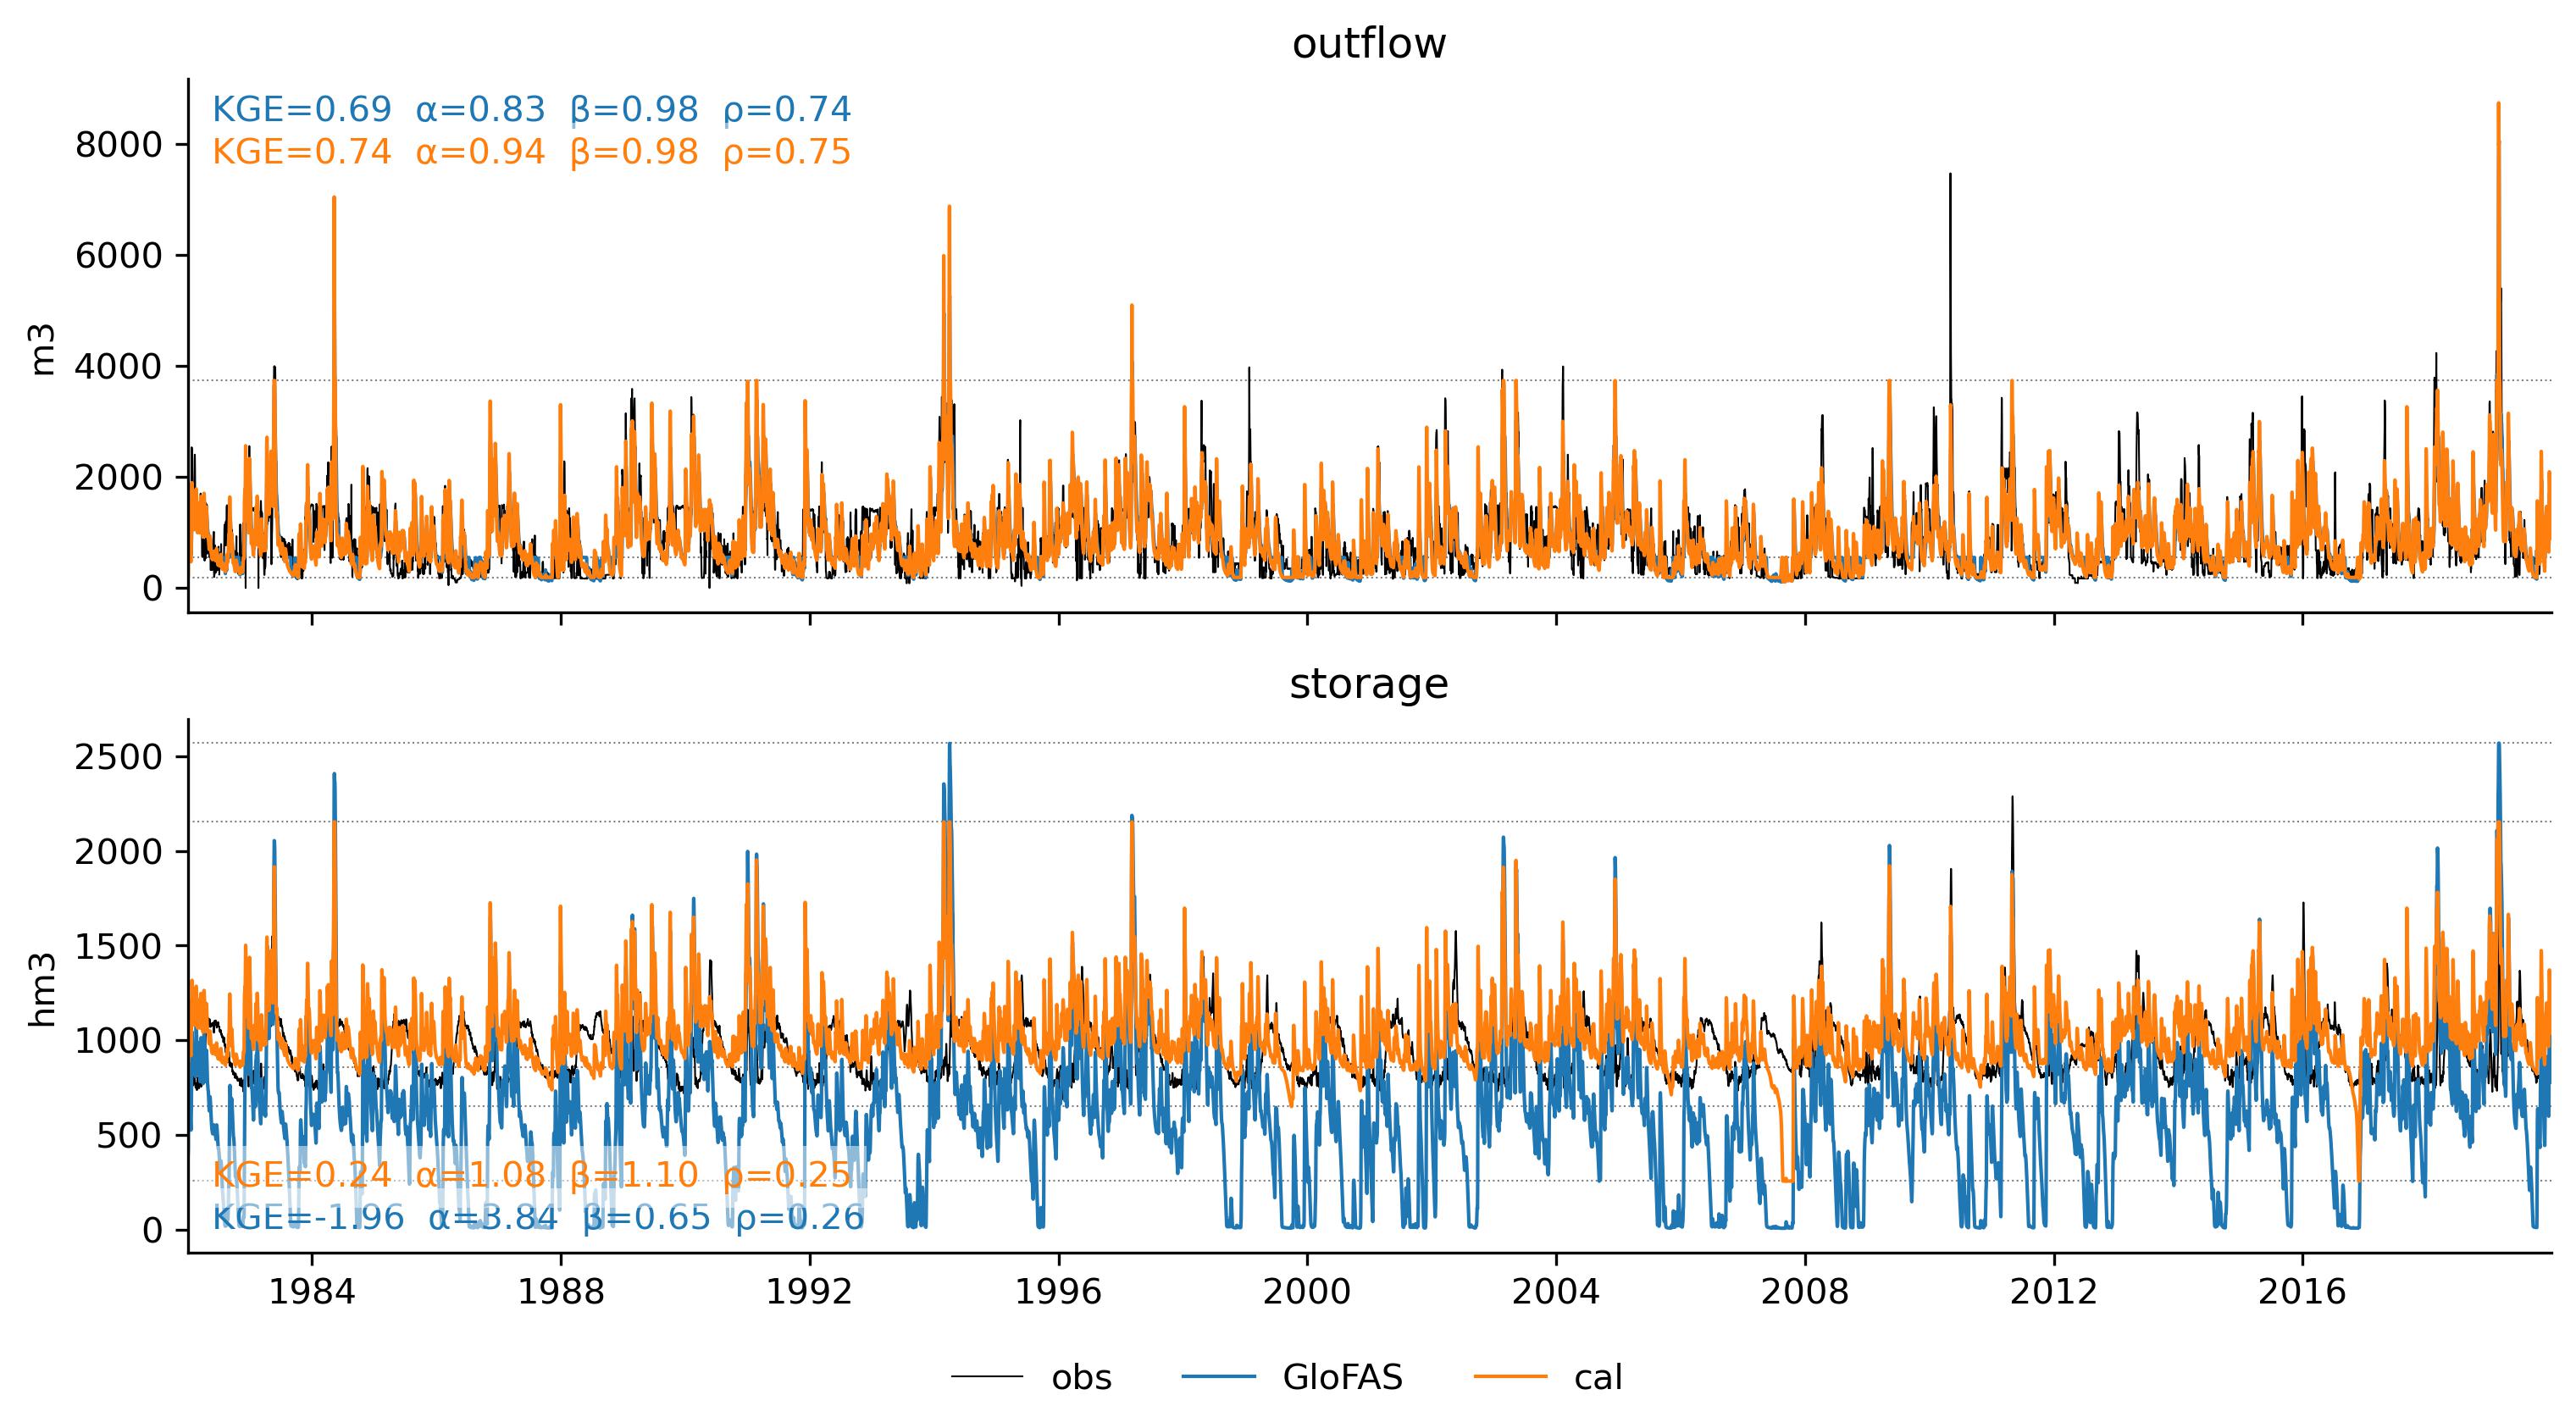 outflow
KGE=0.69 α=0.83 β=0.98 ρ=0.74
KGE=0.74 α=0.94 β=0.98 ρ=0.75
8000
6000
4000
2000
0
m3
storage
2500
2000
1500
1000
500
0
hm3
KGE=0.24 α=1.08 β=1.10 ρ=0.25
KGE=-1.96 α=3.84 β=0.65 ρ=0.26
1984 1988 1992 1996 2000 2004 2008 2012 2016
obs GloFAS cal